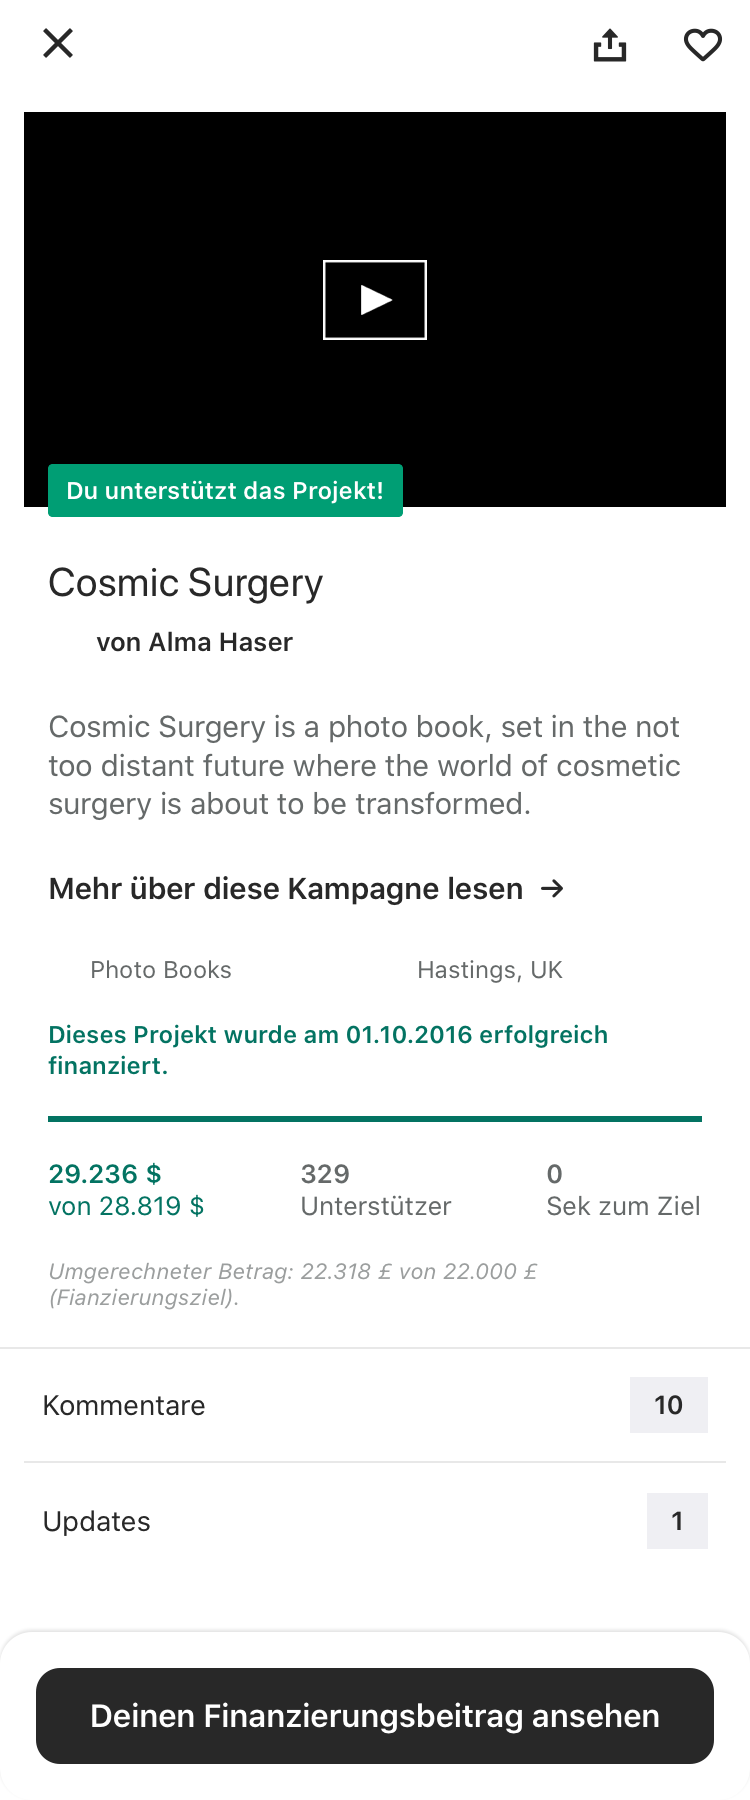 Du unterstützt das Projekt!
Cosmic Surgery
von Alma Haser
Cosmic Surgery is a photo book, set in the not
too distant future where the world of cosmetic
surgery is about to be transformed.
Mehr über diese Kampagne lesen →
Photo Books
Hastings, UK
Dieses Projekt wurde am 01.10.2016 erfolgreich
finanziert.
29.236 $
von 28.819 $
329
Unterstützer
0
Sek zum Ziel
Umgerechneter Betrag: 22.318 £ von 22.000 £
(Fianzierungsziel).
Kommentare
10
Updates
1
Deinen Finanzierungsbeitrag ansehen